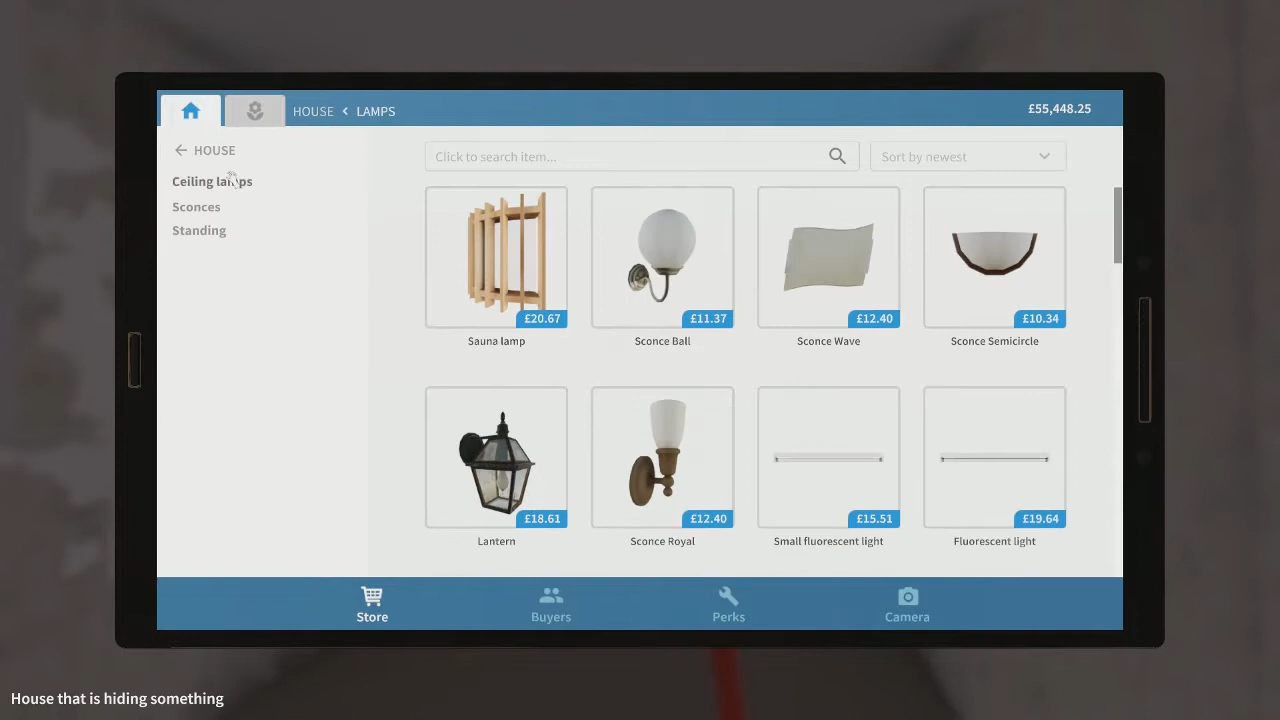 HOUSE < LAMPS
£55,448.25
HOUSE
Click to search item...
Sort by newest
Ceiling lamps
Sconces
Standing
£20.67
£11.37
£12.40
£10.34
Sauna lamp
Sconce Ball
Sconce Wave
Sconce Semicircle
£18.61
£12.40
£15.51
£19.64
Lantern
Sconce Royal
Small fluorescent light
Fluorescent light
Store
Buyers
Perks
Camera
House that is hiding something